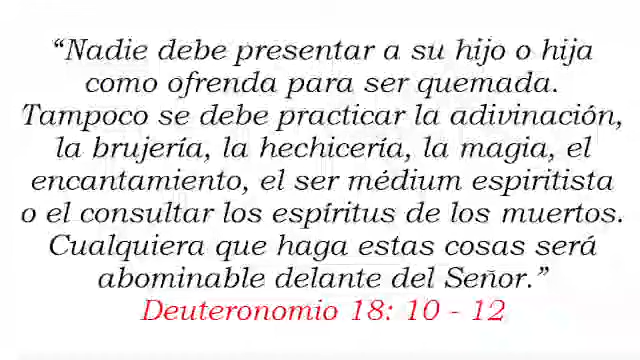 “Nadie debe presentar a su hijo o hija
como ofrenda para ser quemada.
Tampoco se debe practicar la adivinación,
la brujería, la hechicería, la magia, el
encantamiento, el ser médium espiritista
o el consultar los espíritus de los muertos.
Cualquiera que haga estas cosas será
abominable delante del Señor.”
Deuteronomio 18: 10 - 12